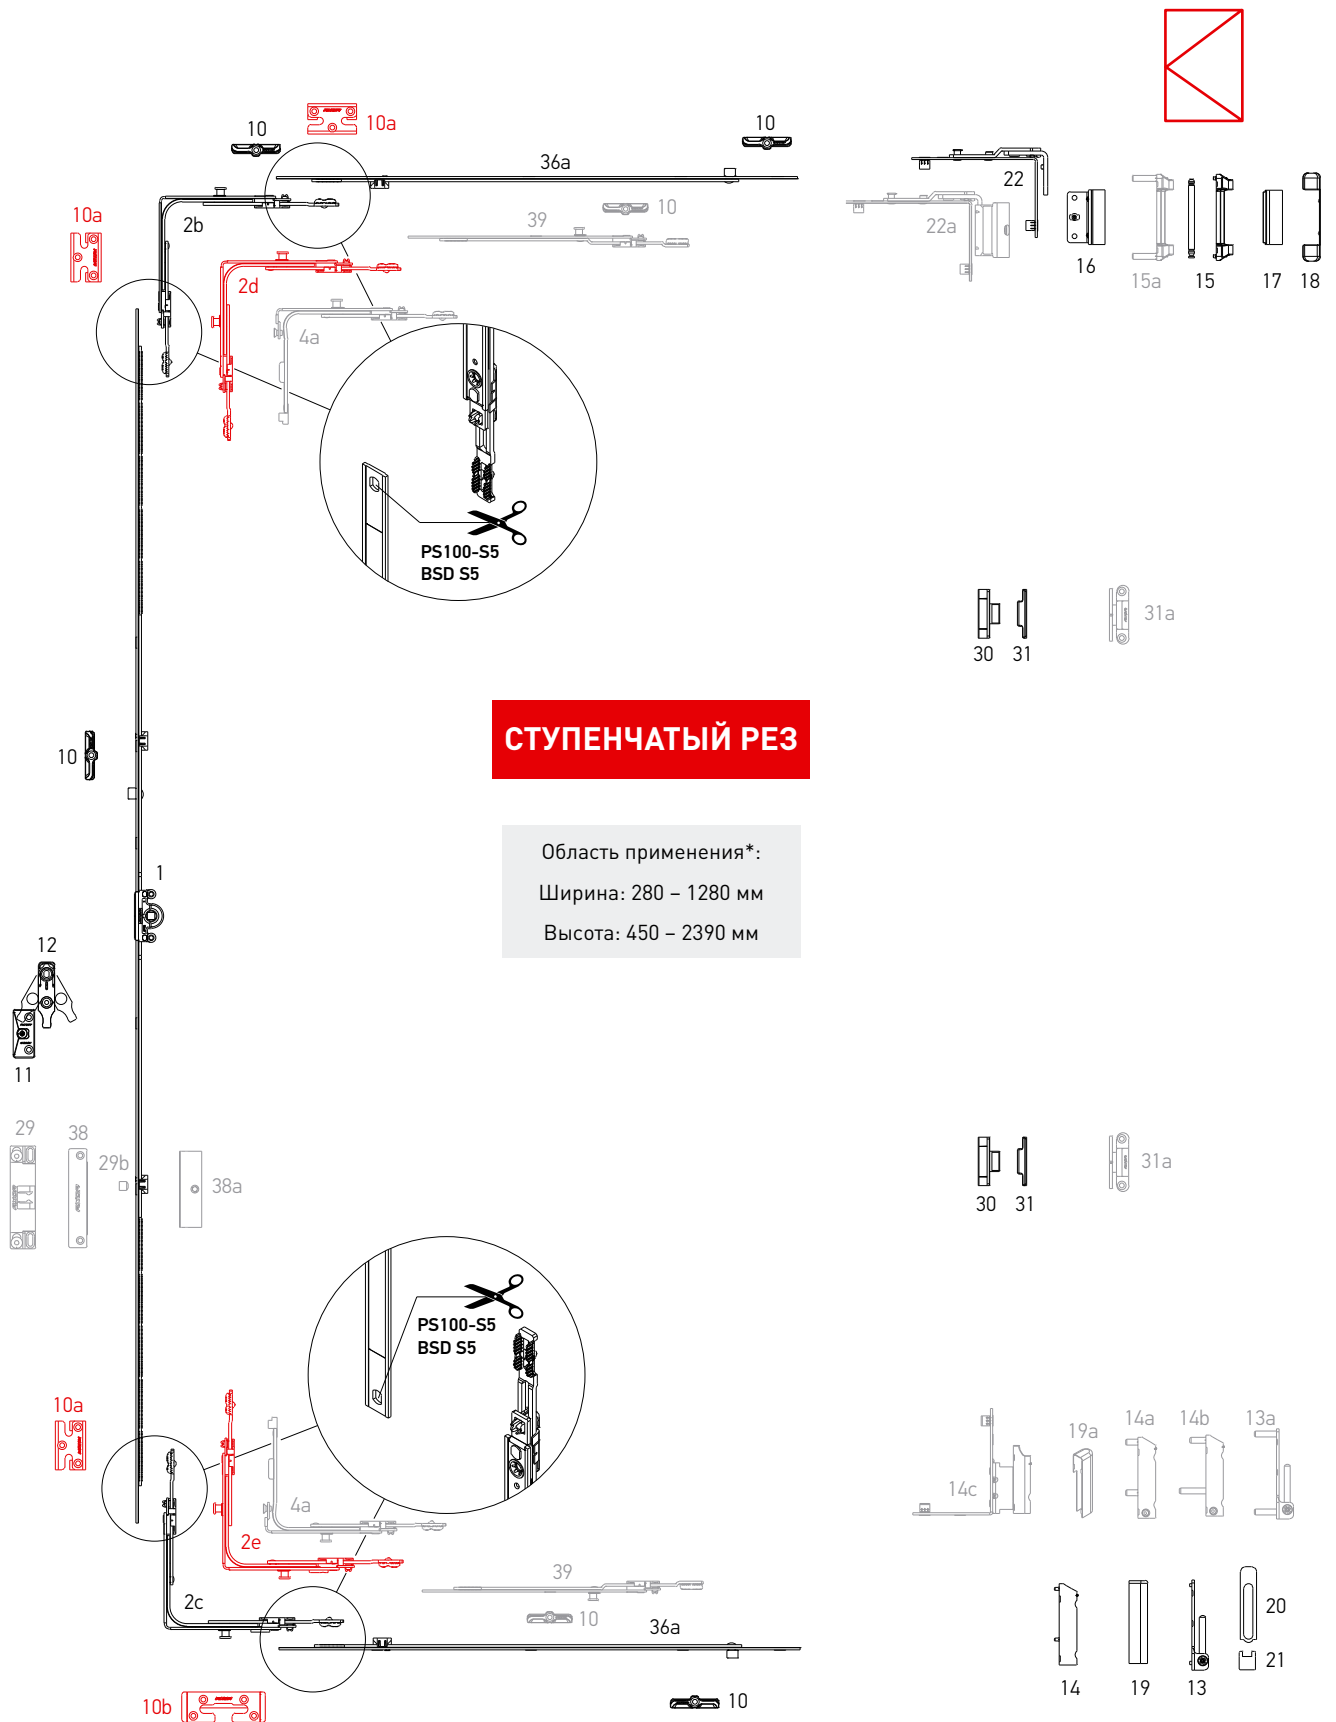 10a
10
10
36a
22
10a
2b
10
39
22a
16
15a
15
17
18
2d
4a
PS100-S5
BSD S5
31a
30
31
СТУПЕНЧАТЫЙ РЕЗ
10
Область применения*:
Ширина: 280 – 1280 мм
Высота: 450 – 2390 мм
1
12
11
29
38
29b
38a
31a
30
31
PS100-S5
BSD S5
10a
4a
2e
14c
19a
14a
14b
13a
39
2c
10
36a
20
21
14
19
13
10b
10